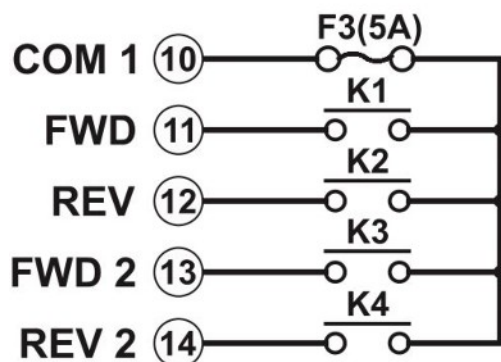 F3(5A)
COM 1 10
K1
FWD 11
K2
REV 12
K3
FWD 2 13
K4
REV 2 14